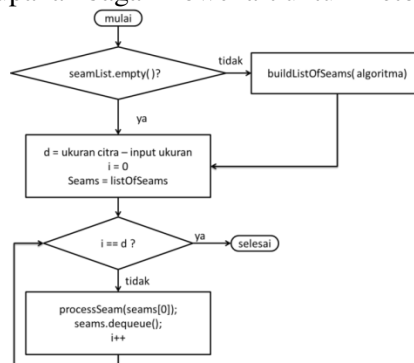 mulai
seamList.empty()?
tidak
buildListOfSeams( algoritma)
ya
d = ukuran citra – input ukuran
i = 0
Seams = listOfSeams
i == d ?
ya
selesai
tidak
processSeam(seams[0]);
seams.dequeue();
i++